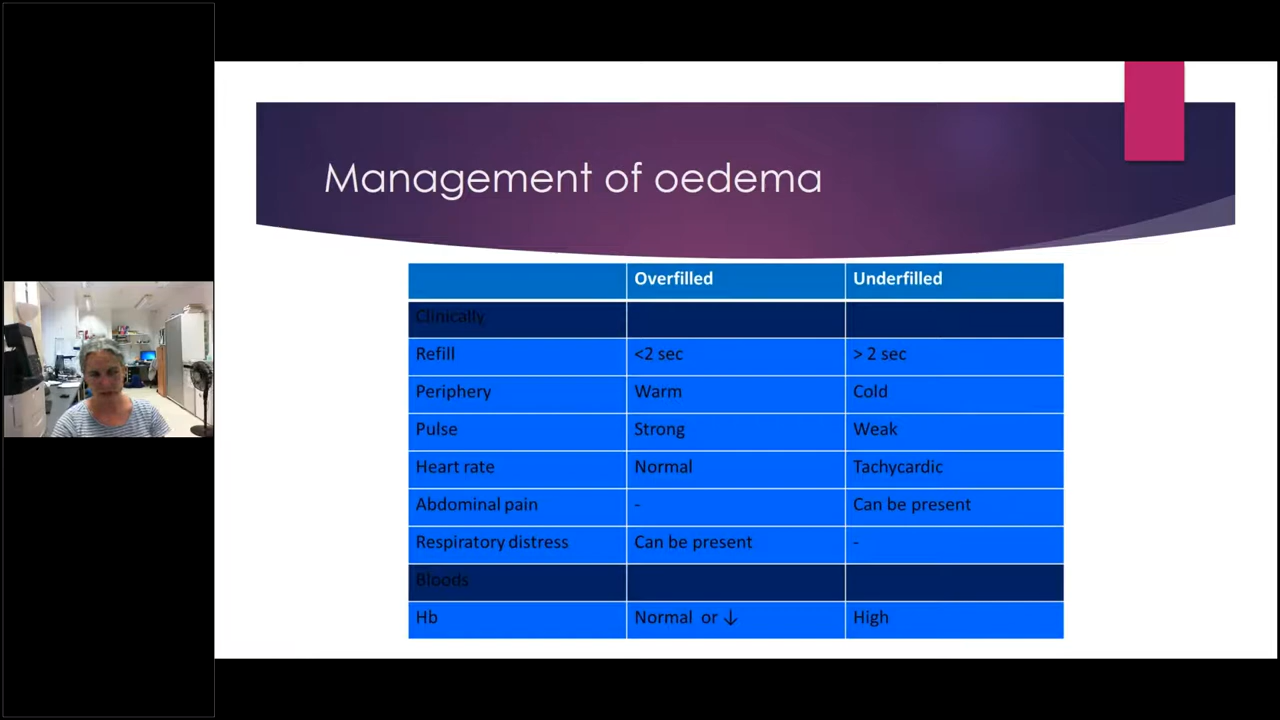 Management of oedema
Overfilled Underfilled
Clinically
Refill <2 sec > 2 sec
Periphery Warm Cold
Pulse Strong Weak
Heart rate Normal Tachycardic
Abdominal pain - Can be present
Respiratory distress Can be present -
Bloods
Hb Normal or ↓ High